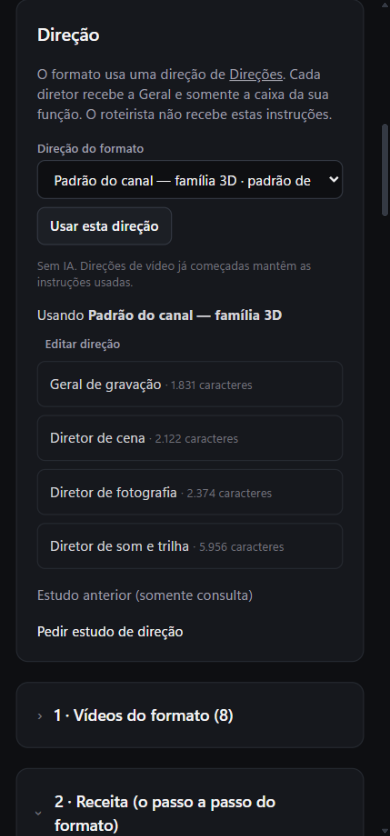 Direção
O formato usa uma direção de Direções. Cada
diretor recebe a Geral e somente a caixa da sua
função. O roteirista não recebe estas instruções.
Direção do formato
Padrão do canal — família 3D · padrão de
Usar esta direção
Sem IA. Direções de vídeo já começadas mantêm as
instruções usadas.
Usando Padrão do canal — família 3D
Editar direção
Geral de gravação · 1.831 caracteres
Diretor de cena · 2.122 caracteres
Diretor de fotografia · 2.374 caracteres
Diretor de som e trilha · 5.956 caracteres
Estudo anterior (somente consulta)
Pedir estudo de direção
1 · Vídeos do formato (8)
2 · Receita (o passo a passo do
formato)